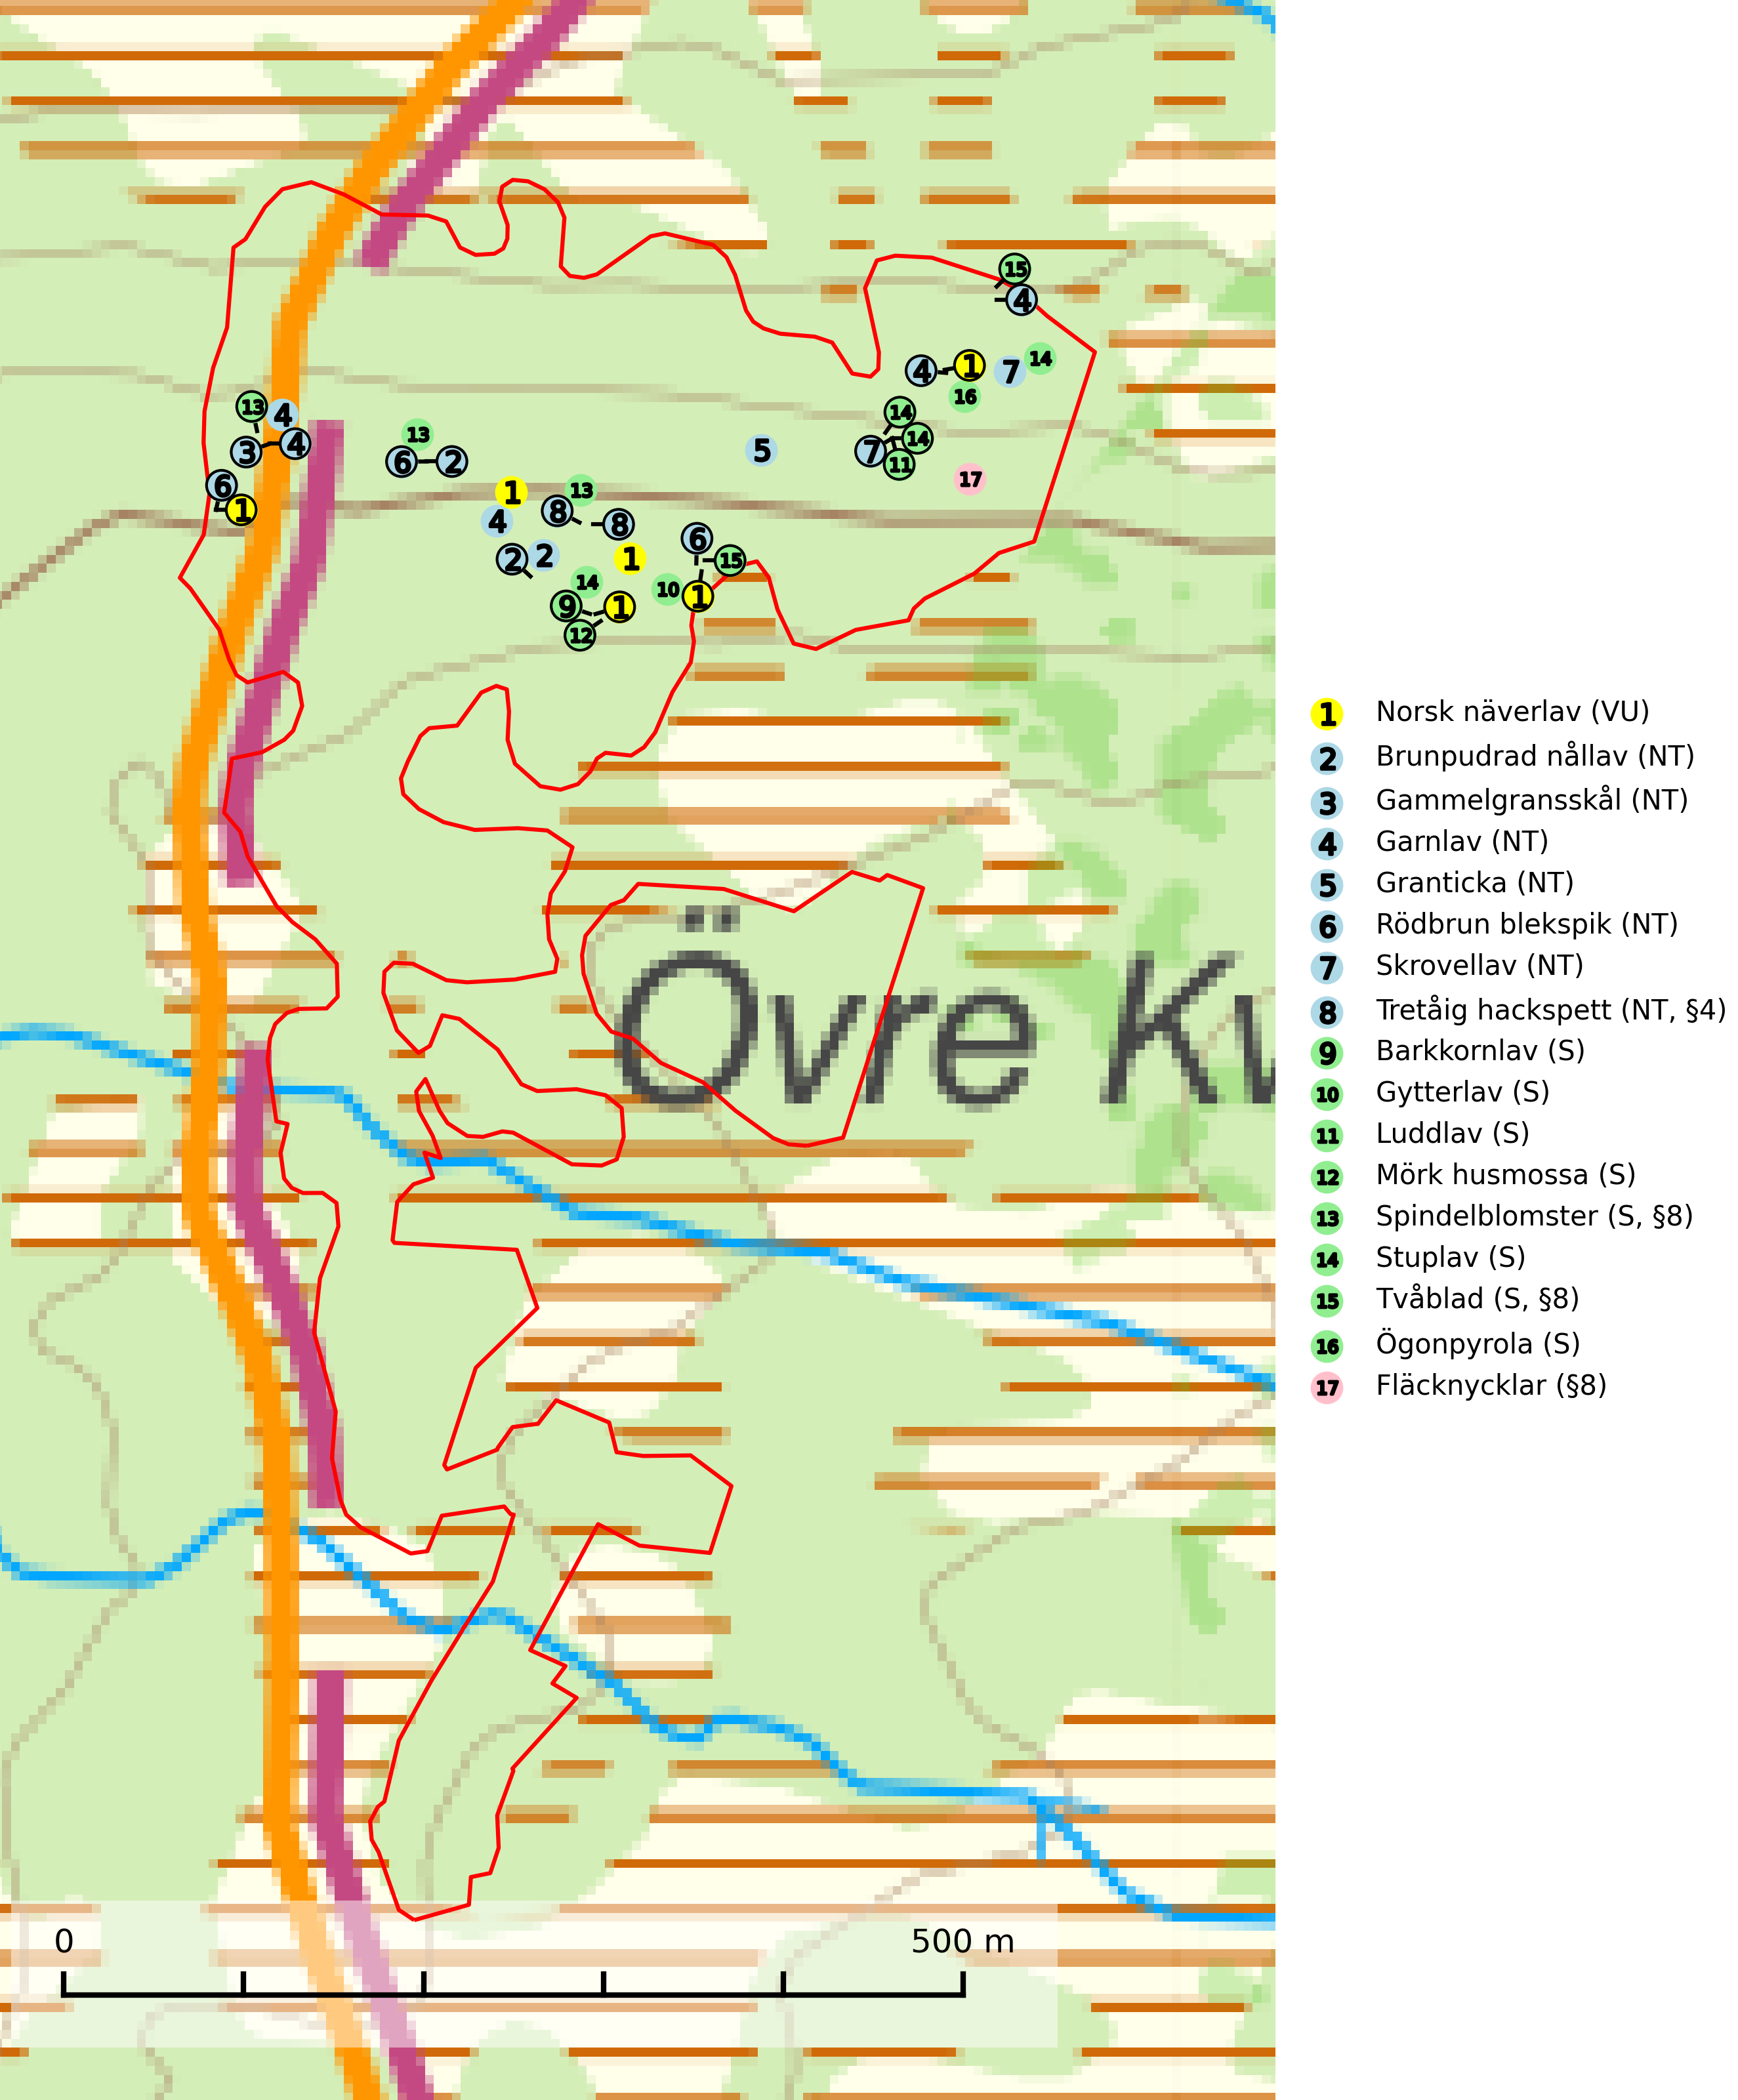 15
4
4
1
7
14
16
13
4
14
3
4
13
6
2
5
7
14
11
17
6
1
1
13
4
8
8
6
2
2
1
15
14
10
1
9
1
12
1 Norsk näverlav (VU)
2 Brunpudrad nållav (NT)
3 Gammelgransskål (NT)
4 Garnlav (NT)
5 Granticka (NT)
6 Rödbrun blekspik (NT)
7 Skrovellav (NT)
8 Tretåig hackspett (NT, §4)
9 Barkkornlav (S)
10 Gytterlav (S)
11 Luddlav (S)
12 Mörk husmossa (S)
13 Spindelblomster (S, §8)
14 Stuplav (S)
15 Tvåblad (S, §8)
16 Ögonpyrola (S)
17 Fläcknycklar (§8)
Övre
0 500 m